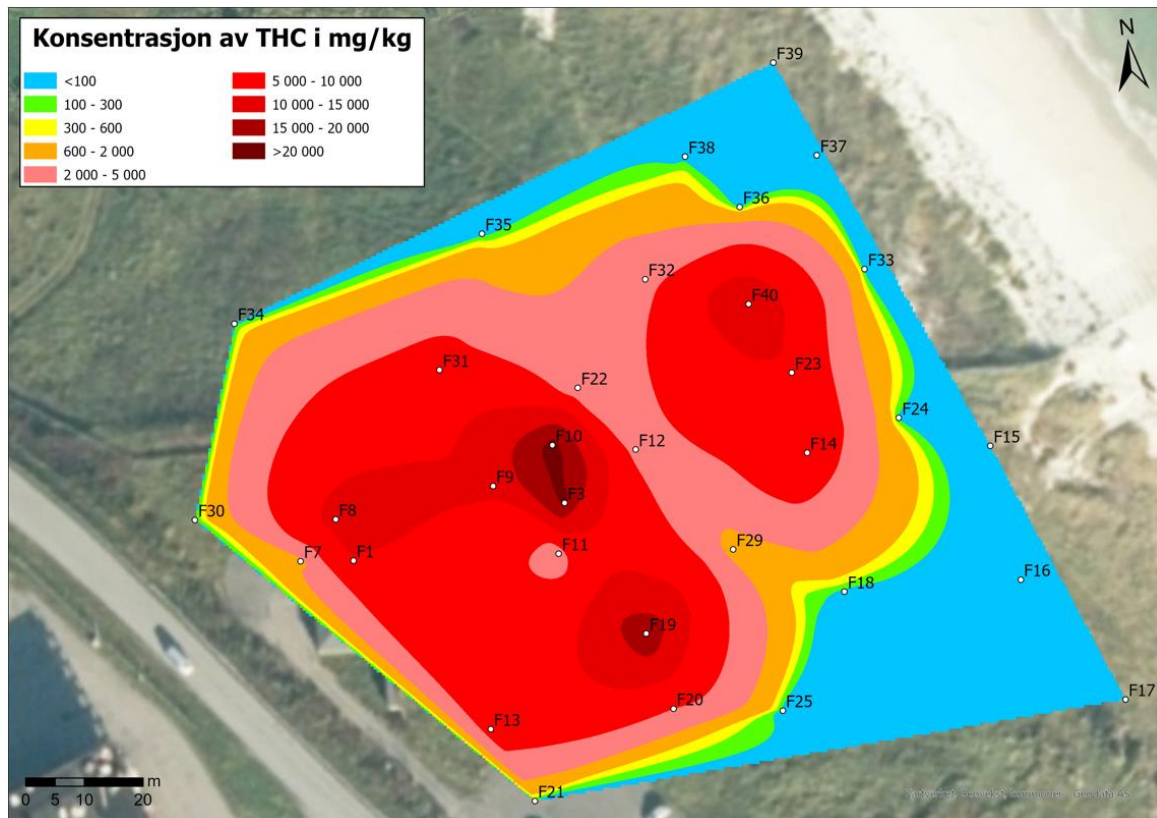 Konsentrasjon av THC i mg/kg
<100
100 - 300
300 - 600
600 - 2 000
2 000 - 5 000
5 000 - 10 000
10 000 - 15 000
15 000 - 20 000
>20 000
N
F39
F38
F37
F36
F35
F33
F32
F40
F34
F31
F23
F22
F24
F10
F12
F14
F15
F9
F3
F8
F30
F7
F1
F11
F29
F16
F18
F19
F20
F25
F17
F13
F21
0 5 10 20 m
Geodata AS